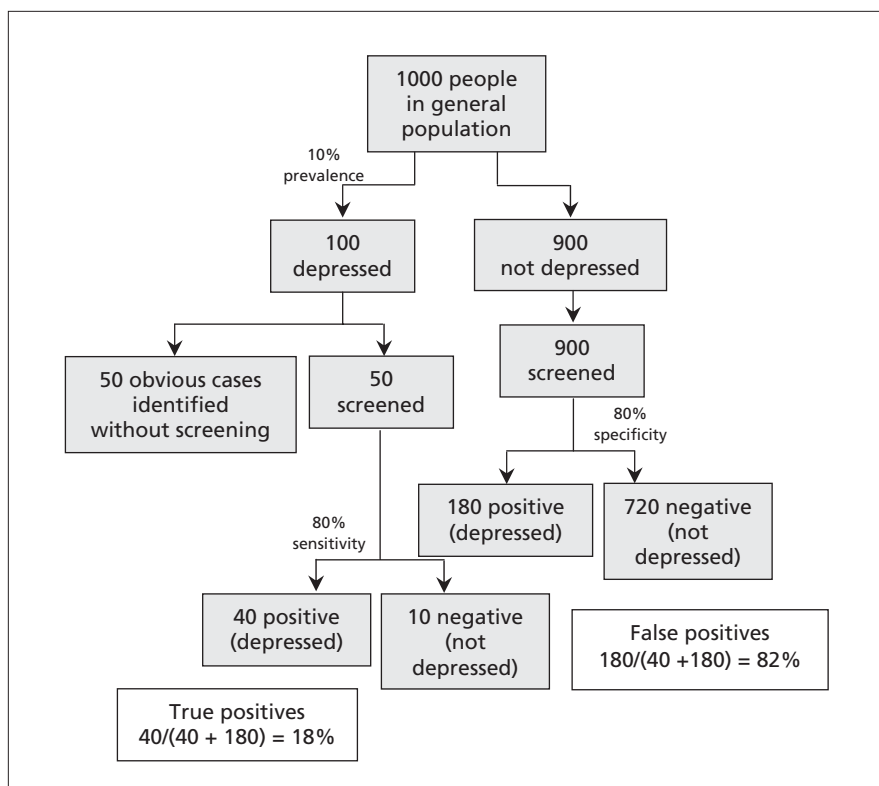 1000 people
in general
population
10%
prevalence
100
depressed
900
not depressed
50 obvious cases
identified
without screening
50
screened
900
screened
80%
specificity
180 positive
(depressed)
720 negative
(not
depressed)
80%
sensitivity
40 positive
(depressed)
10 negative
(not
depressed)
False positives
180/(40 +180) = 82%
True positives
40/(40 + 180) = 18%